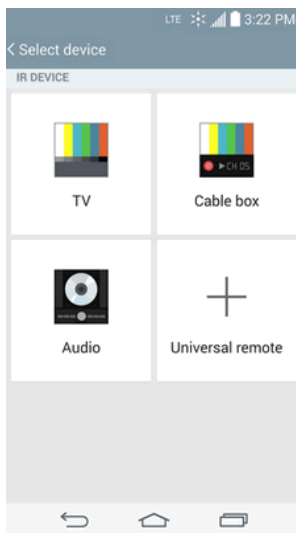 LTE 3:22 PM
< Select device
IR DEVICE
TV
Cable box
▶CH 05
Audio
Universal remote